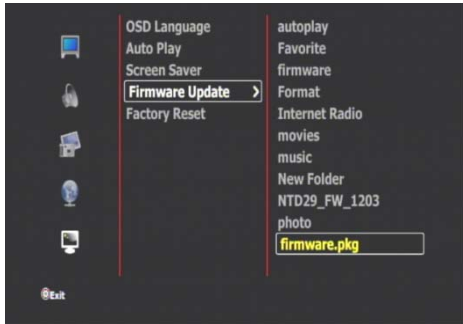 OSD Language
Auto Play
Screen Saver
Firmware Update >
Factory Reset
autoplay
Favorite
firmware
Format
Internet Radio
movies
music
New Folder
NTD29_FW_1203
photo
firmware.pkg
Exit